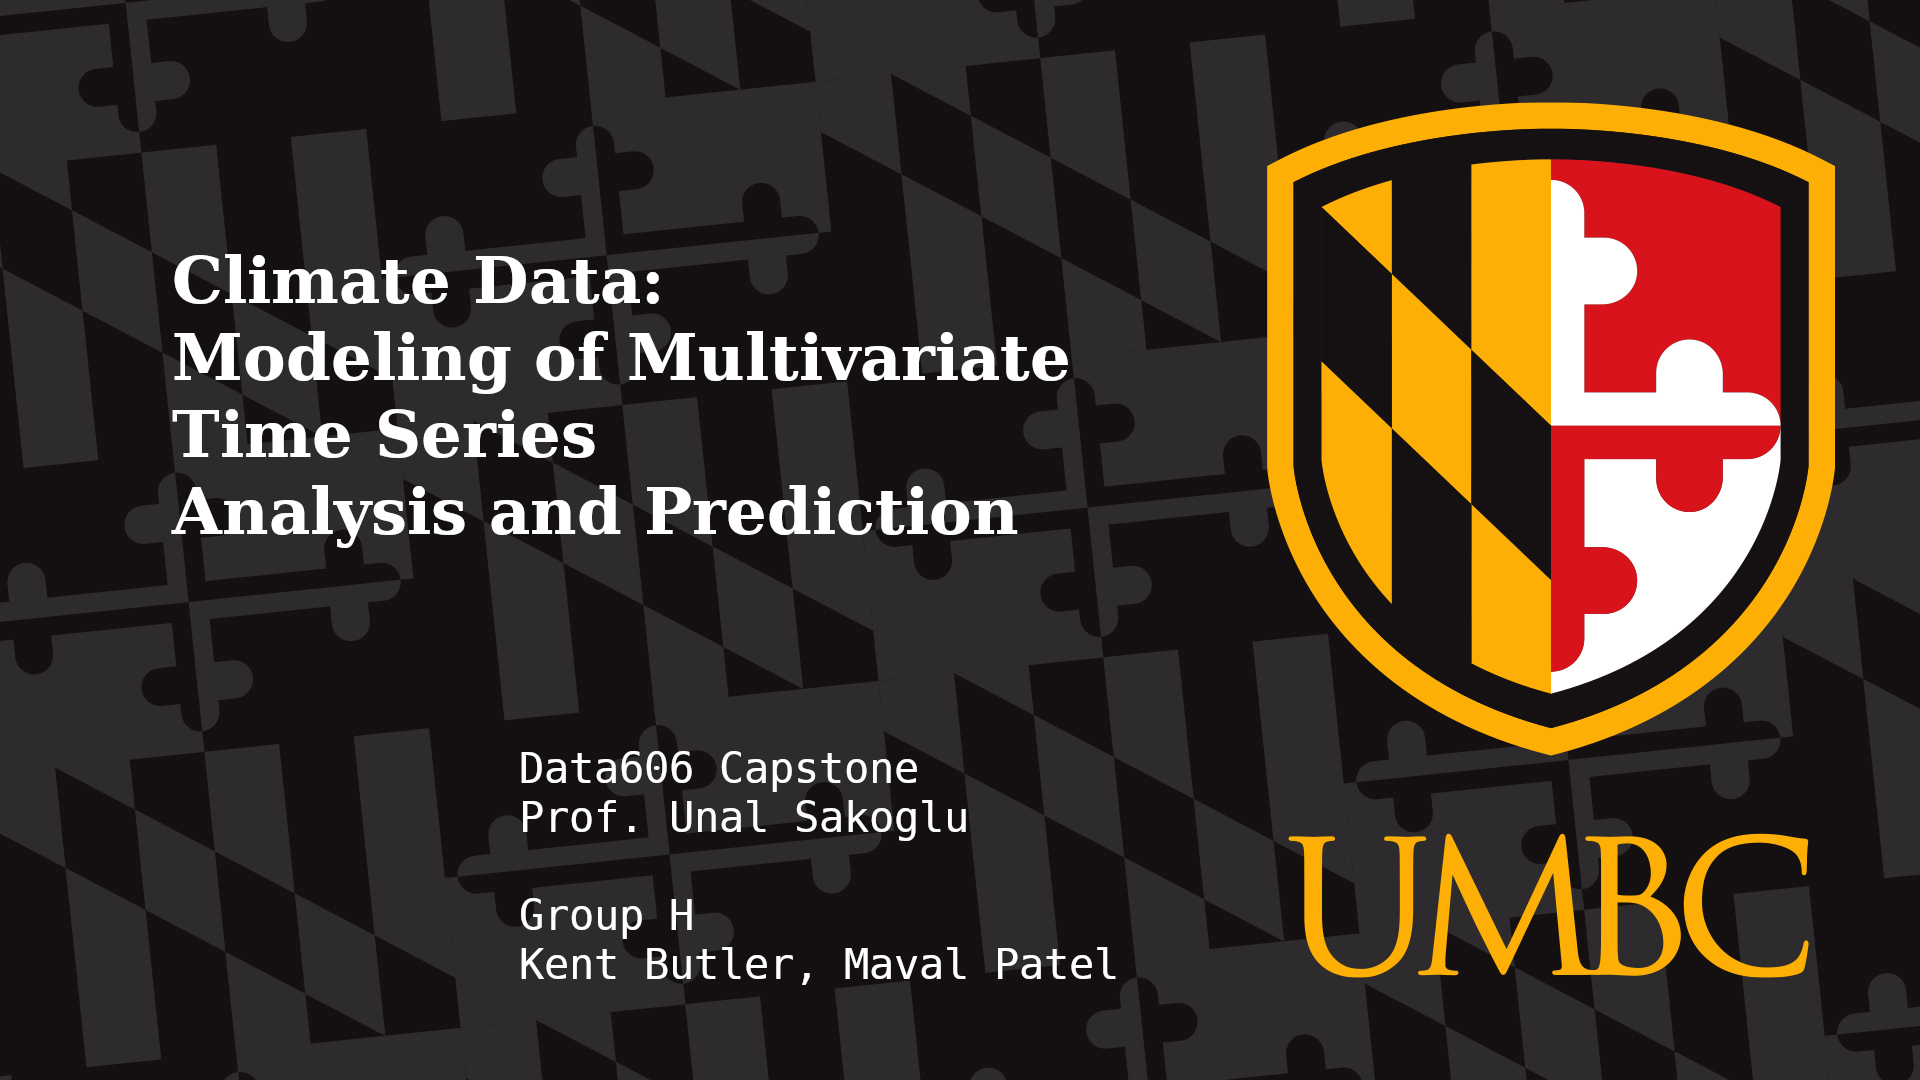 Climate Data:
Modeling of Multivariate
Time Series
Analysis and Prediction
Data606 Capstone
Prof. Unal Sakoglu
Group H
Kent Butler, Maval Patel
UMBC